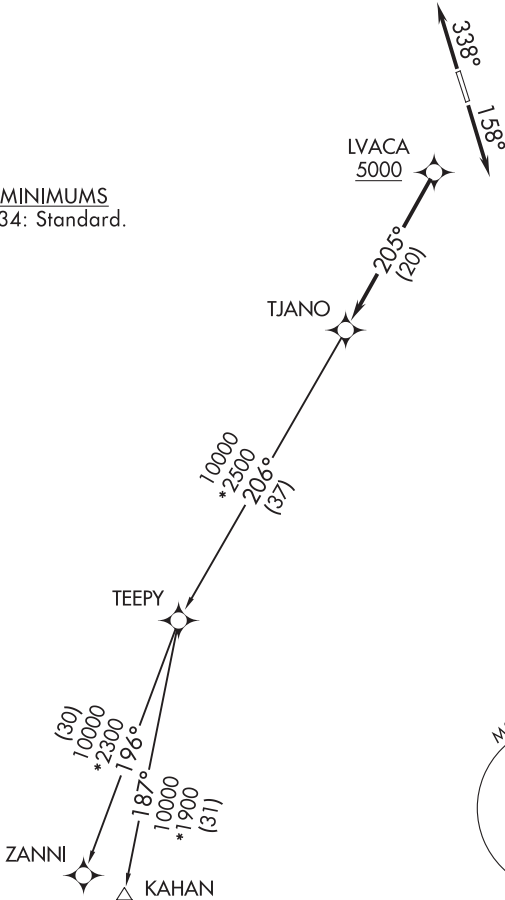 338°
158°
LVACA
5000
MINIMUMS
34: Standard.
205°
(20)
TJANO
10000
*2500
206°
(37)
TEEPY
(30)
10000
*2300
196°
187°
10000
*1900
(31)
ZANNI
KAHAN